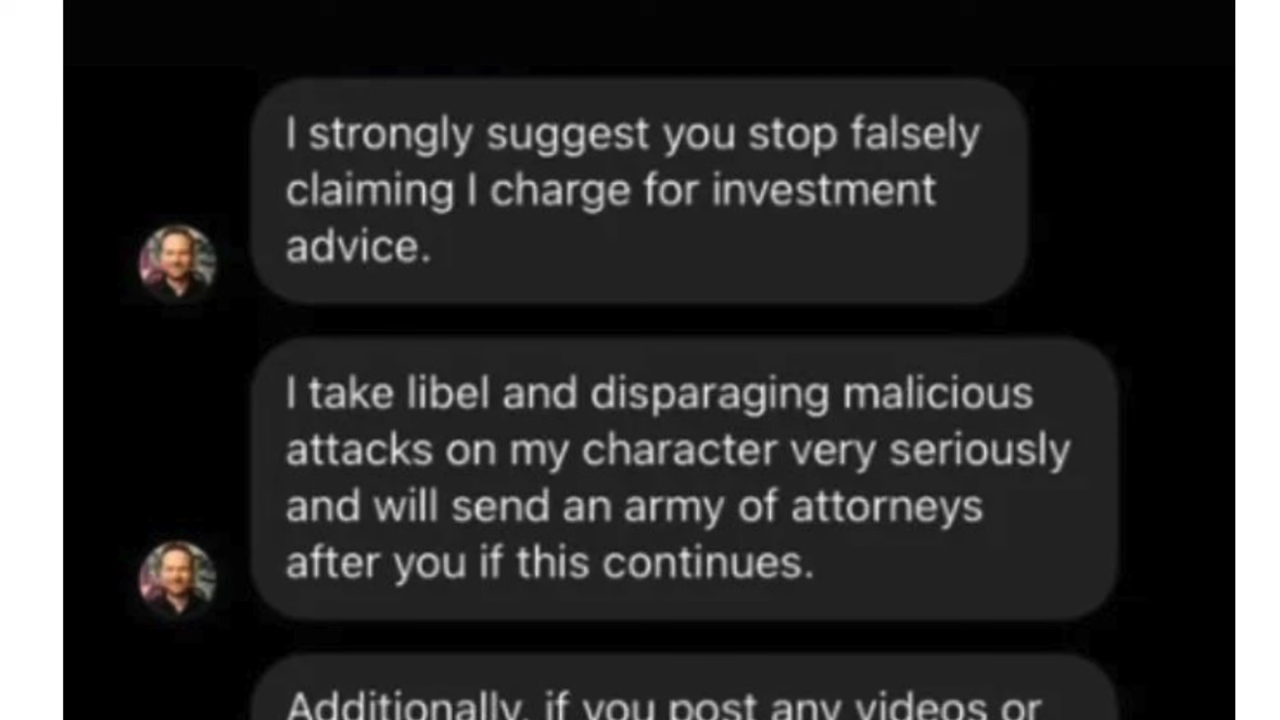 I strongly suggest you stop falsely
claiming I charge for investment
advice.
I take libel and disparaging malicious
attacks on my character very seriously
and will send an army of attorneys
after you if this continues.
Additionally, if you post any videos or